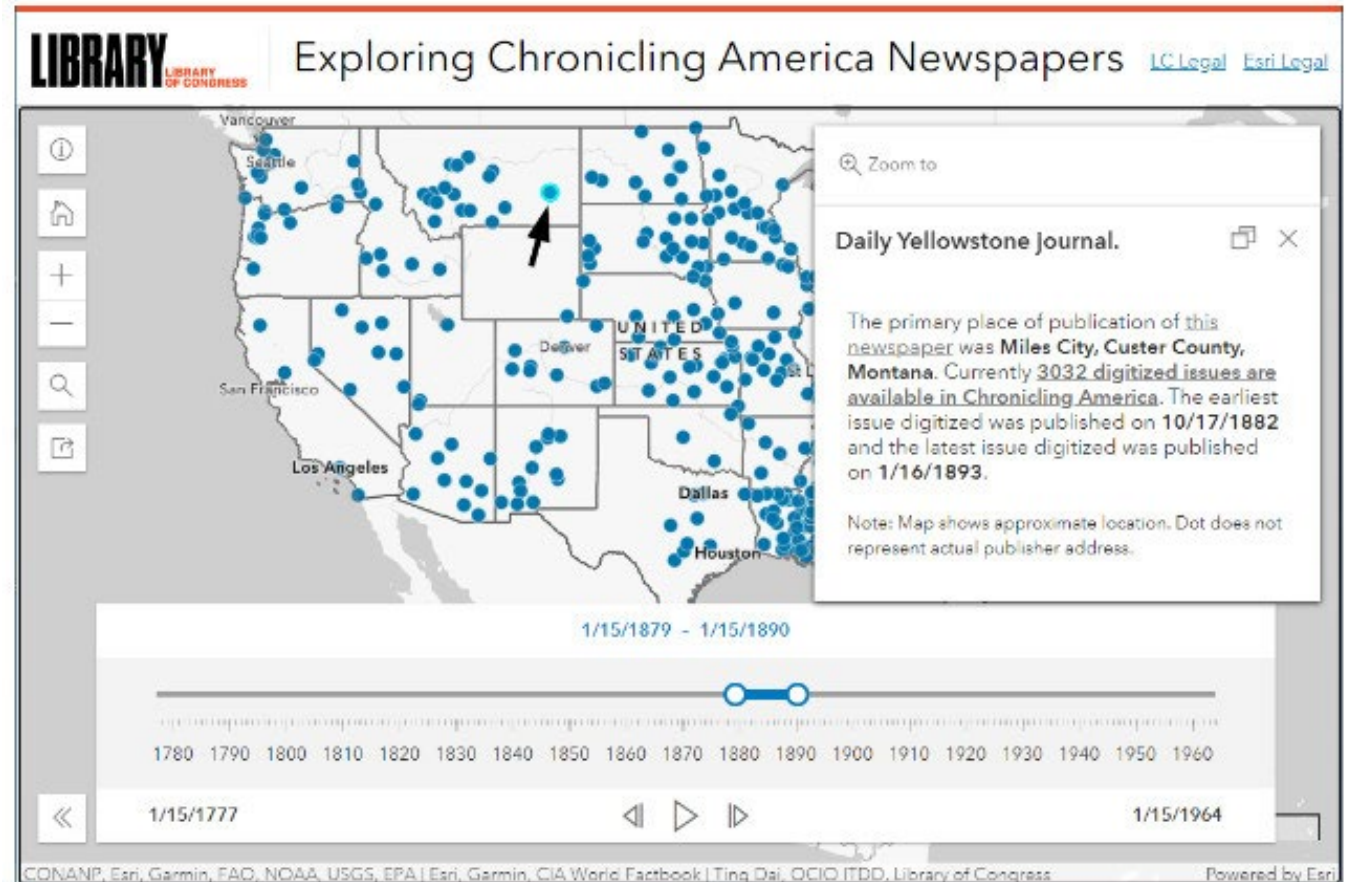 LIBRARY
LIBRARY
OF CONGRESS
Exploring Chronicling America Newspapers
LC Legal Esri Legal
Vancouver
Seattle
UNITED
STATES
Denver
San Francisco
Los Angeles
Dallas
Houston
Zoom to
Daily Yellowstone journal.
The primary place of publication of this
newspaper was Miles City, Custer County,
Montana. Currently 3032 digitized issues are
available in Chronicling America. The earliest
issue digitized was published on 10/17/1882
and the latest issue digitized was published
on 1/16/1893.
Note: Map shows approximate location. Dot does not
represent actual publisher address.
1/15/1879 - 1/15/1890
1780 1790 1800 1810 1820 1830 1840 1850 1860 1870 1880 1890 1900 1910 1920 1930 1940 1950 1960
1/15/1777
1/15/1964
CONANP, Esri, Garmin, FAO, NOAA, USGS, EPA | Esri, Garmin, CIA World Factbook | Ting Dai, OCIO ITDD, Library of Congress
Powered by Esri